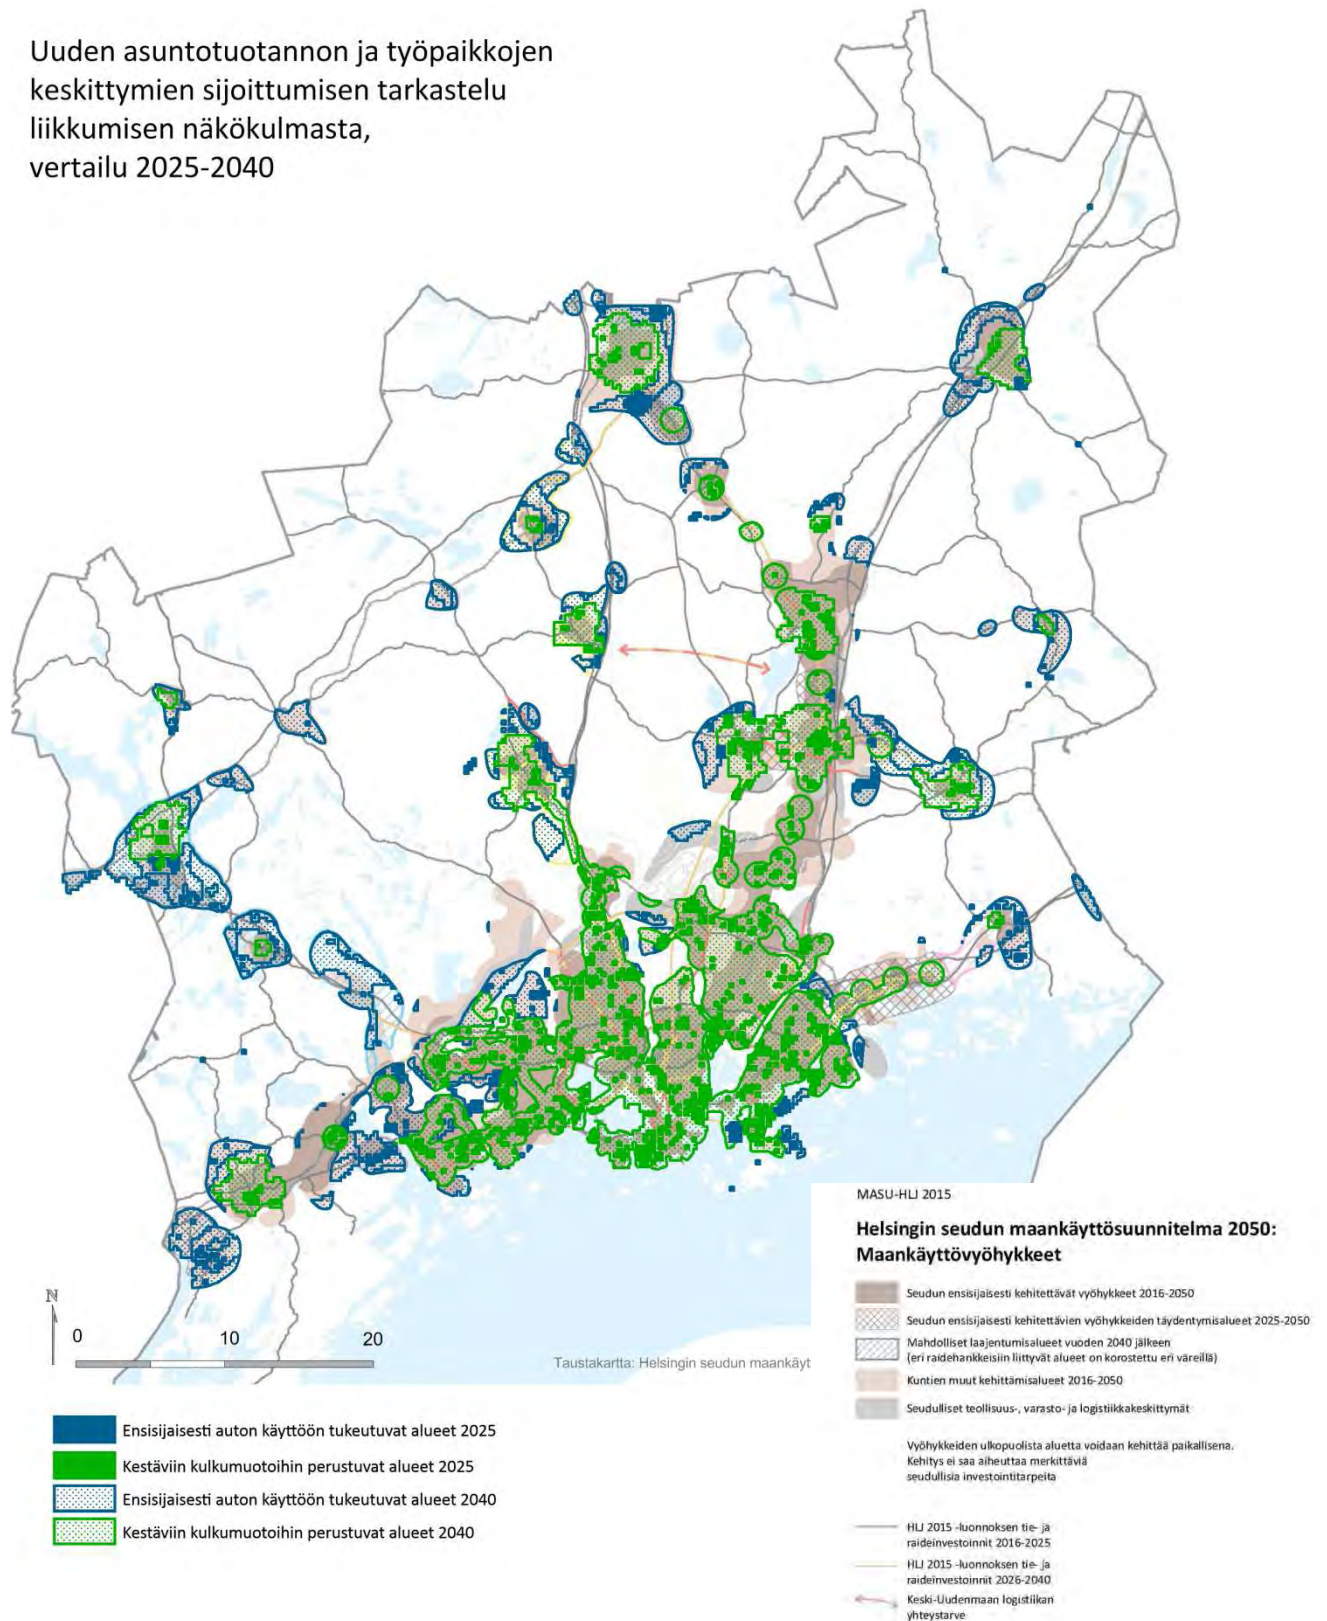 Uuden asuntotuotannon ja työpaikkojen
keskittymien sijoittumisen tarkastelu
liikkumisen näkökulmasta,
vertailu 2025-2040
N
0 10 20
Taustakartta: Helsingin seudun maankäyt
Ensisijaisesti auton käyttöön tukeutuvat alueet 2025
Kestäviin kulkumuotoihin perustuvat alueet 2025
Ensisijaisesti auton käyttöön tukeutuvat alueet 2040
Kestäviin kulkumuotoihin perustuvat alueet 2040
MASU-HLJ 2015
Helsingin seudun maankäyttösuunnitelma 2050:
Maankäyttövyöhykkeet
Seudun ensisijaisesti kehitettävät vyöhykkeet 2016-2050
Seudun ensisijaisesti kehitettävien vyöhykkeiden täydentymisalueet 2025-2050
Mahdolliset laajentumisalueet vuoden 2040 jälkeen
(eri raidehankkeisiin liittyvät alueet on korostettu eri väreillä)
Kuntien muut kehittämisalueet 2016-2050
Seudulliset teollisuus-, varasto- ja logistiikkakeskittymät
Vyöhykkeiden ulkopuolista aluetta voidaan kehittää paikallisena.
Kehitys ei saa aiheuttaa merkittäviä
seudullisia investointitarpeita
HLJ 2015 -luonnoksen tie- ja
raideinvestoinnit 2016-2025
HLJ 2015 -luonnoksen tie- ja
raideinvestoinnit 2026-2040
Keski-Uudenmaan logistiikan
yhteystarve